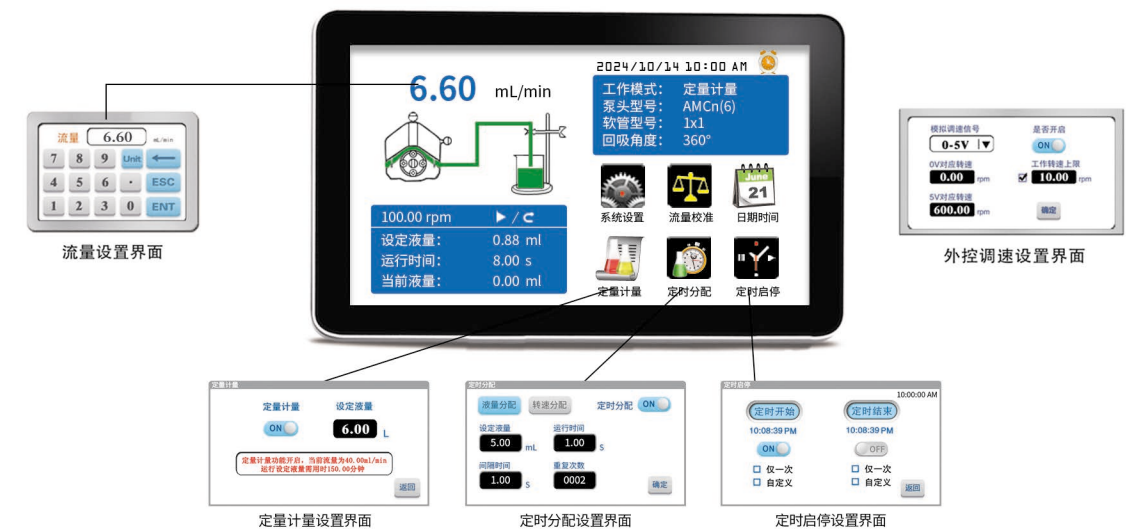 6.60 mL/min
2024/10/14 10:00 AM
工作模式: 定量计量
泵头型号: AMCn(6)
软管型号: 1x1
回吸角度: 360°
June
21
系统设置 流量校准 日期时间
100.00 rpm /
设定液量: 0.88 ml
运行时间: 8.00 s
当前液量: 0.00 ml
定量计量 定时分配 定时启停
流量 6.60 mL/min
7 8 9 Unit
4 5 6 · ESC
1 2 3 0 ENT
流量设置界面
模拟调速信号 是否开启
0-5V ON
0V对应转速 工作转速上限
0.00 rpm 10.00 rpm
5V对应转速
600.00 rpm 确定
外控调速设置界面
定量计量
定量计量 设定液量
ON 6.00 L
定量计量功能开启，当前流量为40.00ml/min
运行设定液量需用时150.00分钟
返回
定量计量设置界面
定时分配
液量分配 转速分配 定时分配 ON
设定液量 运行时间
5.00 mL 1.00 S
间隔时间 重复次数
1.00 S 0002 确定
定时分配设置界面
定时启停
10:00:00 AM
定时开始 定时结束
10:08:39 PM 10:08:39 PM
ON OFF
仅一次 仅一次
自定义 自定义
返回
定时启停设置界面